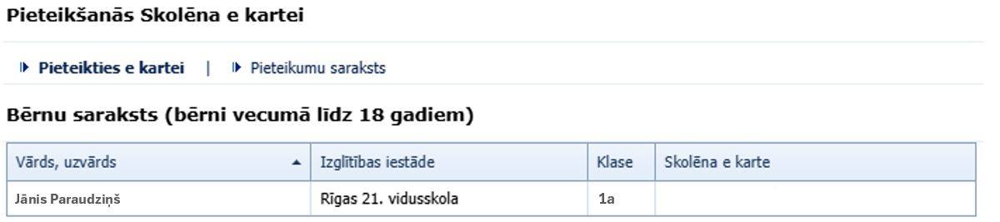 Pieteikšanās Skolēna e kartei
Pieteikties e kartei | Pieteikumu saraksts
Bērnu saraksts (bērni vecumā līdz 18 gadiem)
Vārds, uzvārds Izglītības iestāde Klase Skolēna e karte
Jānis Paraudziņš Rīgas 21. vidusskola 1a